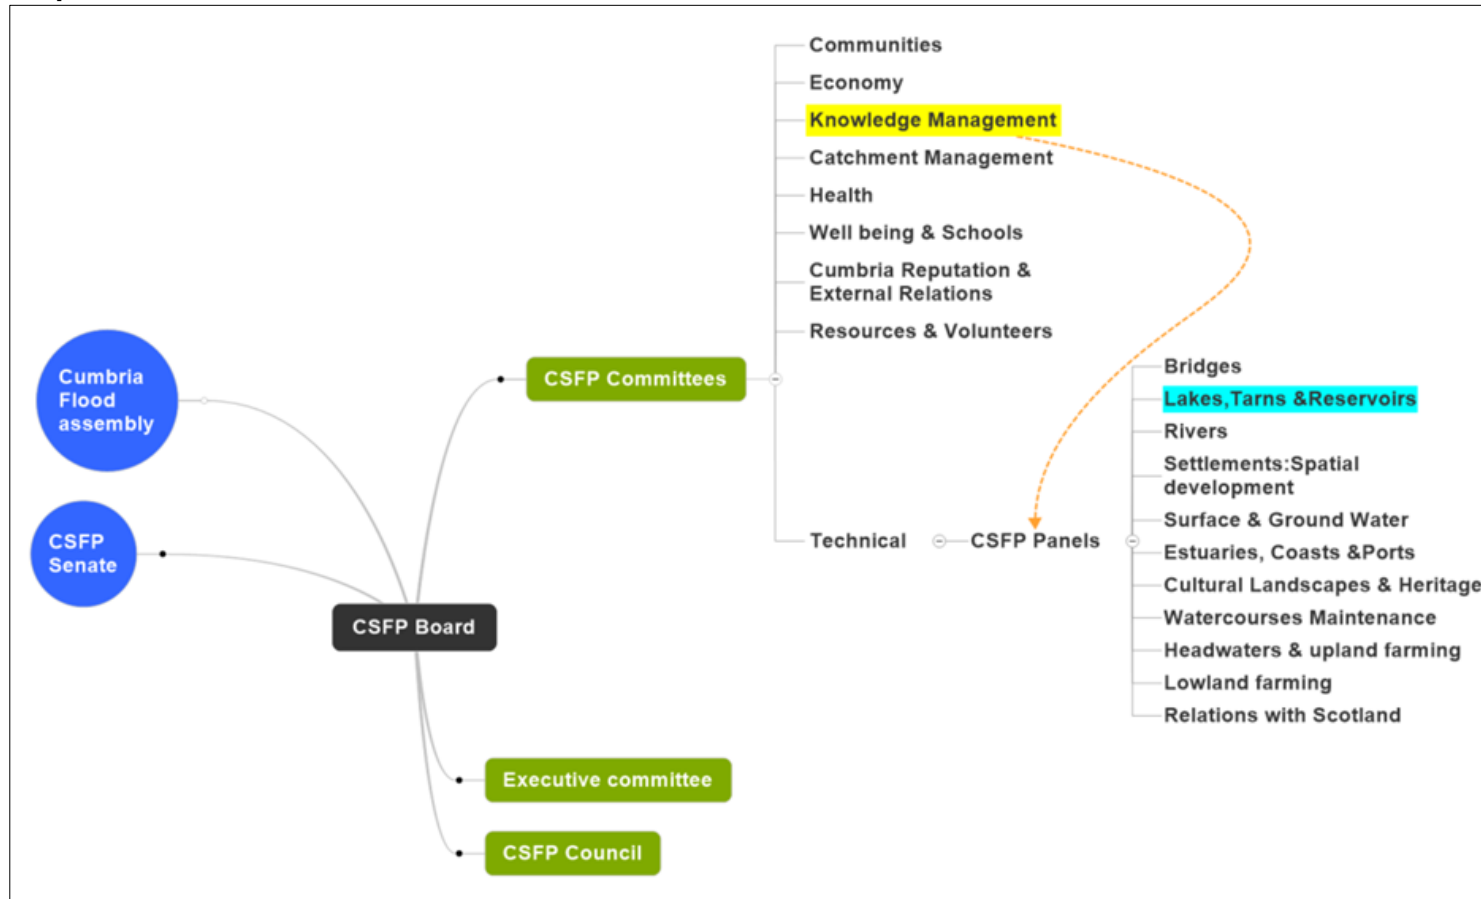 Communities
Economy
Knowledge Management
Catchment Management
Health
Well being & Schools
Cumbria Reputation &
External Relations
Resources & Volunteers
Cumbria
Flood
assembly
CSFP Committees
Bridges
Lakes,Tarns &Reservoirs
Rivers
Settlements:Spatial
development
Surface & Ground Water
Technical
CSFP Panels
Estuaries, Coasts &Ports
Cultural Landscapes & Heritage
Watercourses Maintenance
Headwaters & upland farming
Lowland farming
Relations with Scotland
CSFP
Senate
CSFP Board
Executive committee
CSFP Council